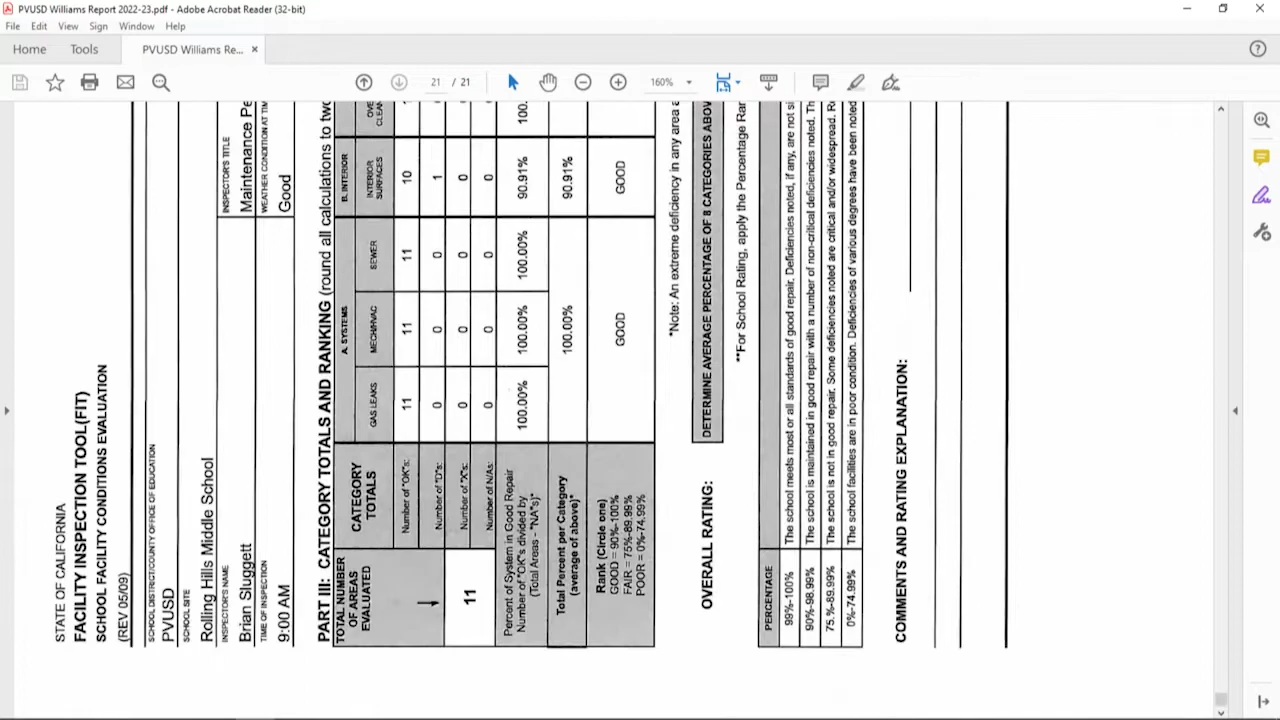 PVUSD Williams Report 2022-23.pdf - Adobe Acrobat Reader (32-bit)
File Edit View Sign Window Help
Home Tools PVUSD Williams Re... ×
21 / 21 160%
STATE OF CALIFORNIA
FACILITY INSPECTION TOOL(FIT)
SCHOOL FACILITY CONDITIONS EVALUATION
(REV 05/09)
SCHOOL DISTRICT/COUNTY OFFICE OF EDUCATION
PVUSD
SCHOOL SITE
Rolling Hills Middle School
INSPECTOR'S NAME INSPECTOR'S TITLE
Brian Sluggett Maintenance Pe
TIME OF INSPECTION WEATHER CONDITION AT TIM
9:00 AM Good
PART III: CATEGORY TOTALS AND RANKING (round all calculations to two
TOTAL NUMBER OF AREAS EVALUATED
11
CATEGORY TOTALS
A. SYSTEMS B. INTERIOR
GAS LEAKS MECH/HVAC SEWER INTERIOR SURFACES OVE CLEAN
Number of "OK"s: 11 11 11 10
Number of "D"s: 0 0 0 1
Number of "X"s: 0 0 0 0
Number of N/As: 0 0 0 0
Percent of System in Good Repair
Number of "OK"s divided by
(Total Areas - "NA"s)*
100.00% 100.00% 100.00% 90.91% 100.
Total Percent per Category
(average of above)*
100.00% 90.91%
Rank (Circle one)
GOOD = 90%-100%
FAIR = 75%-89.99%
POOR = 0%-74.99%
GOOD GOOD
*Note: An extreme deficiency in any area a
OVERALL RATING:
DETERMINE AVERAGE PERCENTAGE OF 8 CATEGORIES ABOV
**For School Rating, apply the Percentage Ran
PERCENTAGE
99%-100% The school meets most or all standards of good repair. Deficiencies noted, if any, are not si
90%-98.99% The school is maintained in good repair with a number of non-critical deficiencies noted. Th
75.%-89.99% The school is not in good repair. Some deficiencies noted are critical and/or widespread. R
0%-74.99% The school facilities are in poor condition. Deficiencies of various degrees have been noted
COMMENTS AND RATING EXPLANATION: